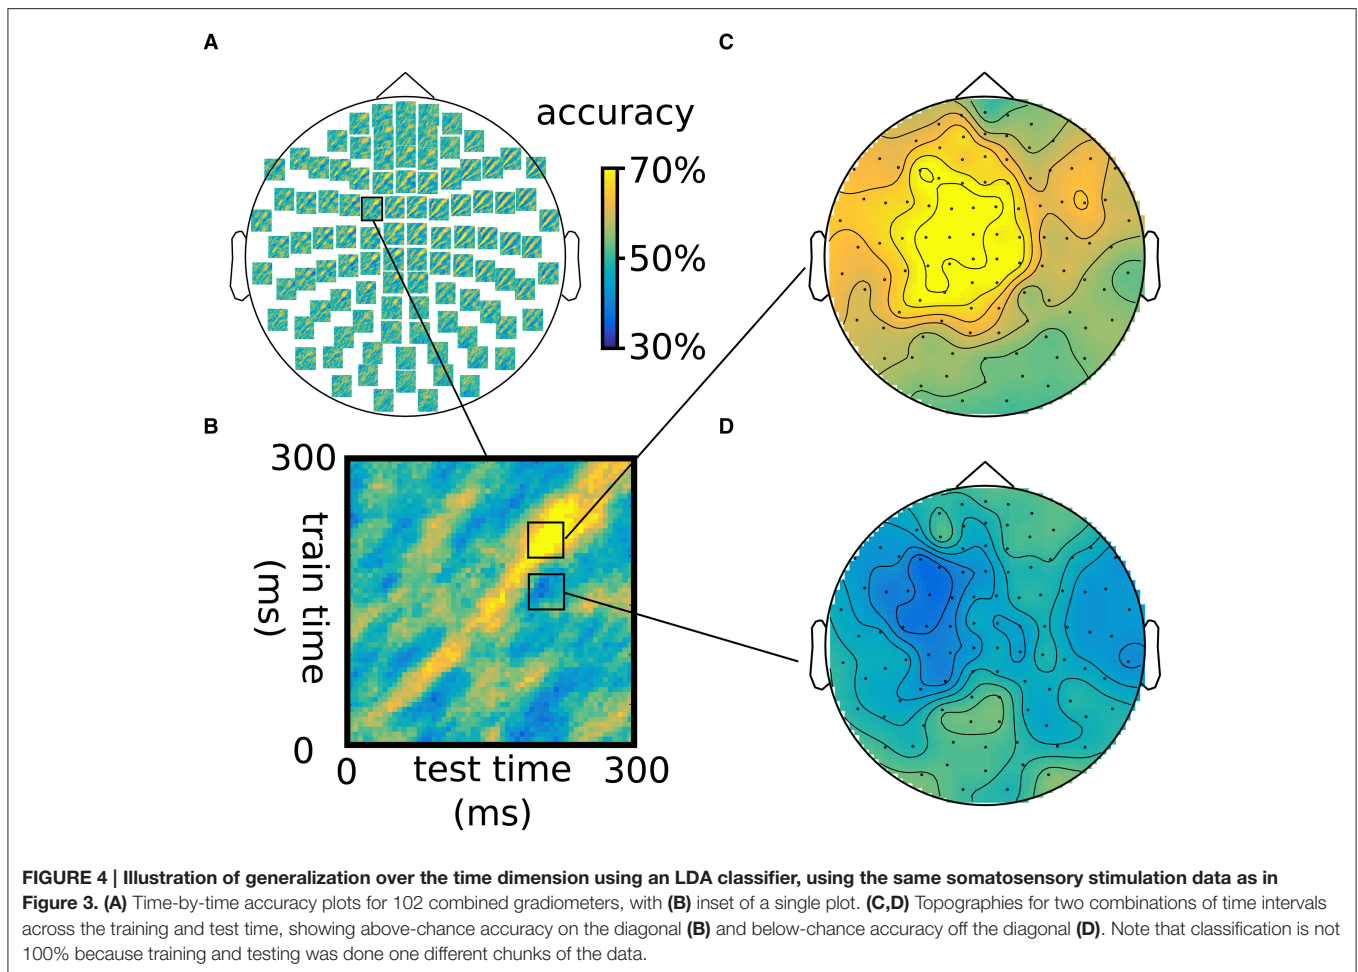 A
C
accuracy
70%
50%
30%
B
D
300
train time
(ms)
0
0
test time
300
(ms)
FIGURE 4 | Illustration of generalization over the time dimension using an LDA classifier, using the same somatosensory stimulation data as in
Figure 3. (A) Time-by-time accuracy plots for 102 combined gradiometers, with (B) inset of a single plot. (C,D) Topographies for two combinations of time intervals
across the training and test time, showing above-chance accuracy on the diagonal (B) and below-chance accuracy off the diagonal (D). Note that classification is not
100% because training and testing was done one different chunks of the data.